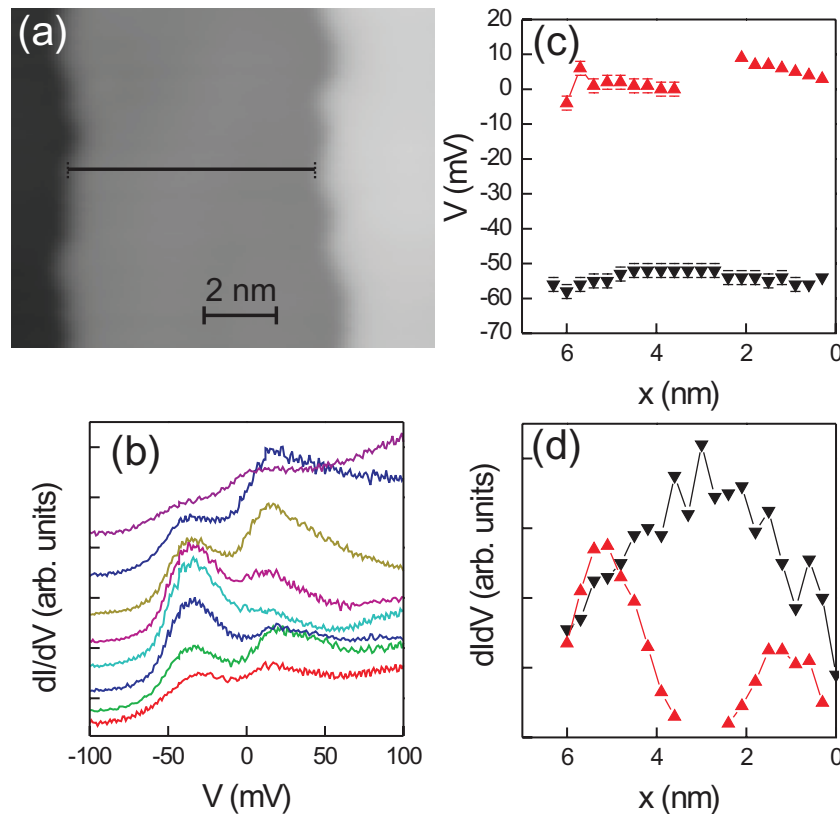 (a)
2 nm
(c)
V (mV)
20
10
0
-10
-20
-30
-40
-50
-60
-70
6
4
2
0
x (nm)
(b)
dI/dV (arb. units)
-100
-50
0
50
100
V (mV)
(d)
dIdV (arb. units)
6
4
2
0
x (nm)